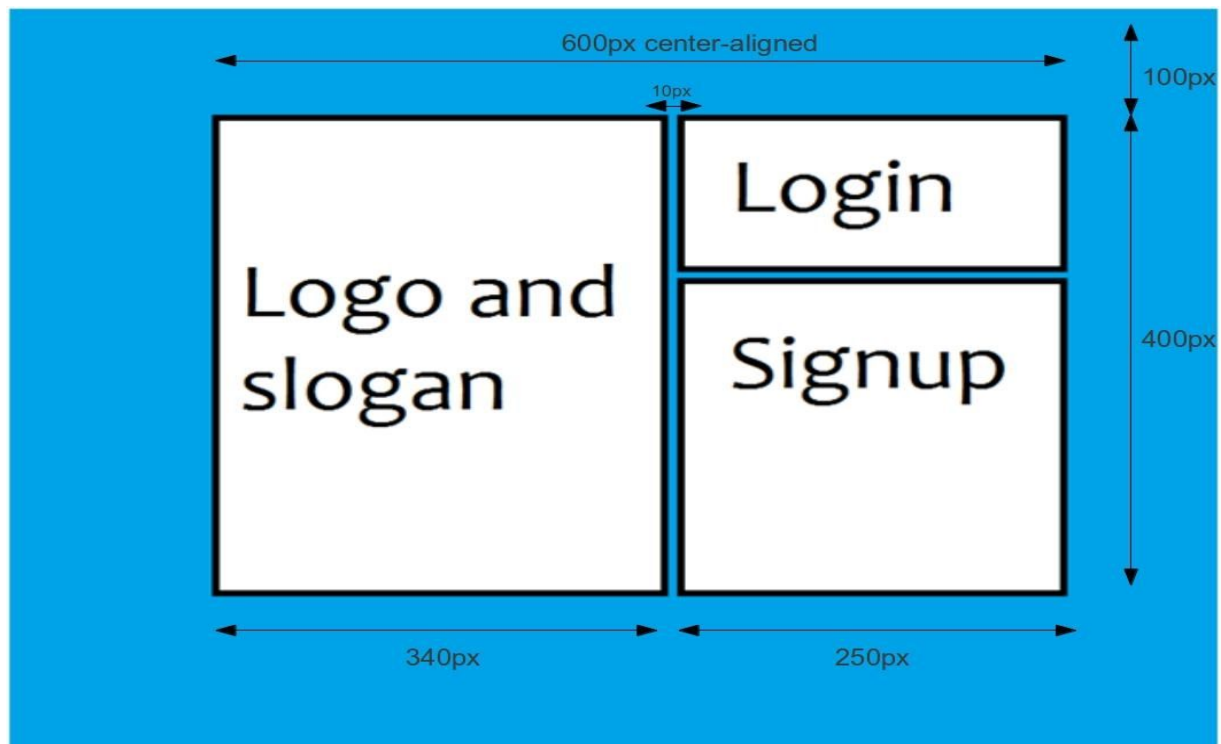 600px center-aligned
100px
10px
Login
Logo and
slogan
Signup
400px
340px
250px